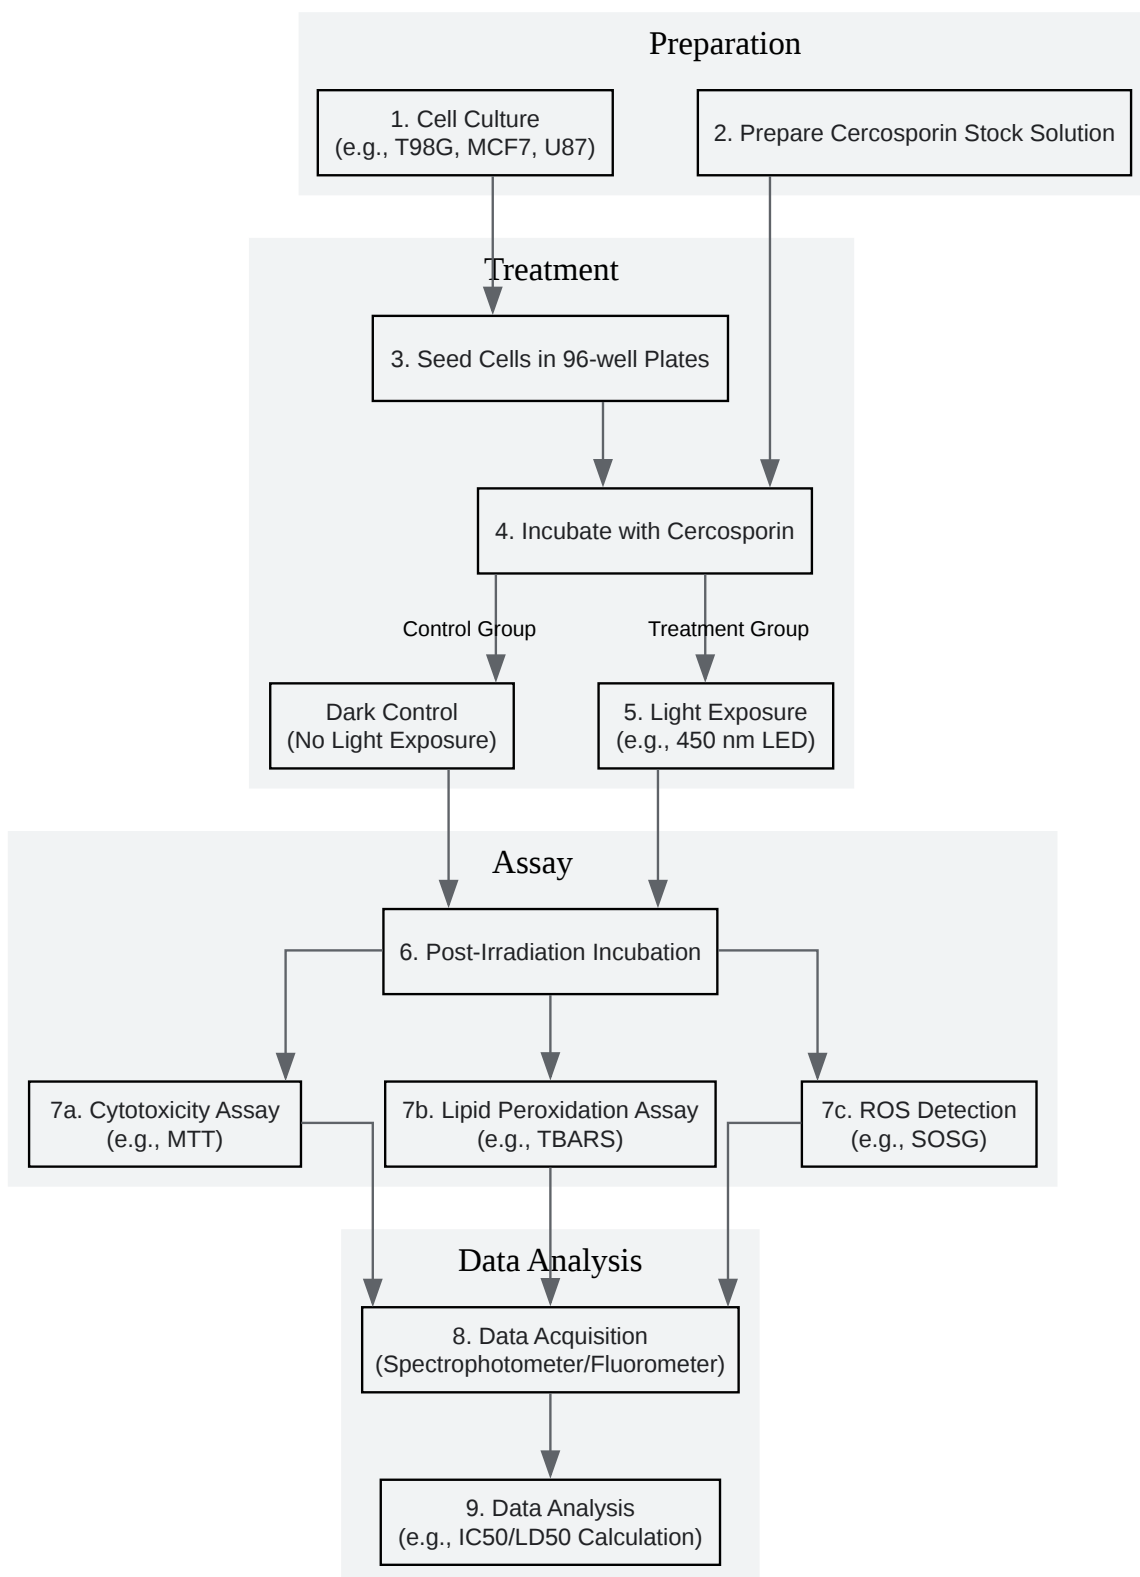 Preparation
1. Cell Culture
(e.g., T98G, MCF7, U87)
2. Prepare Cercosporin Stock Solution
Treatment
3. Seed Cells in 96-well Plates
4. Incubate with Cercosporin
Control Group
Treatment Group
Dark Control
(No Light Exposure)
5. Light Exposure
(e.g., 450 nm LED)
Assay
6. Post-Irradiation Incubation
7a. Cytotoxicity Assay
(e.g., MTT)
7b. Lipid Peroxidation Assay
(e.g., TBARS)
7c. ROS Detection
(e.g., SOSG)
Data Analysis
8. Data Acquisition
(Spectrophotometer/Fluorometer)
9. Data Analysis
(e.g., IC50/LD50 Calculation)